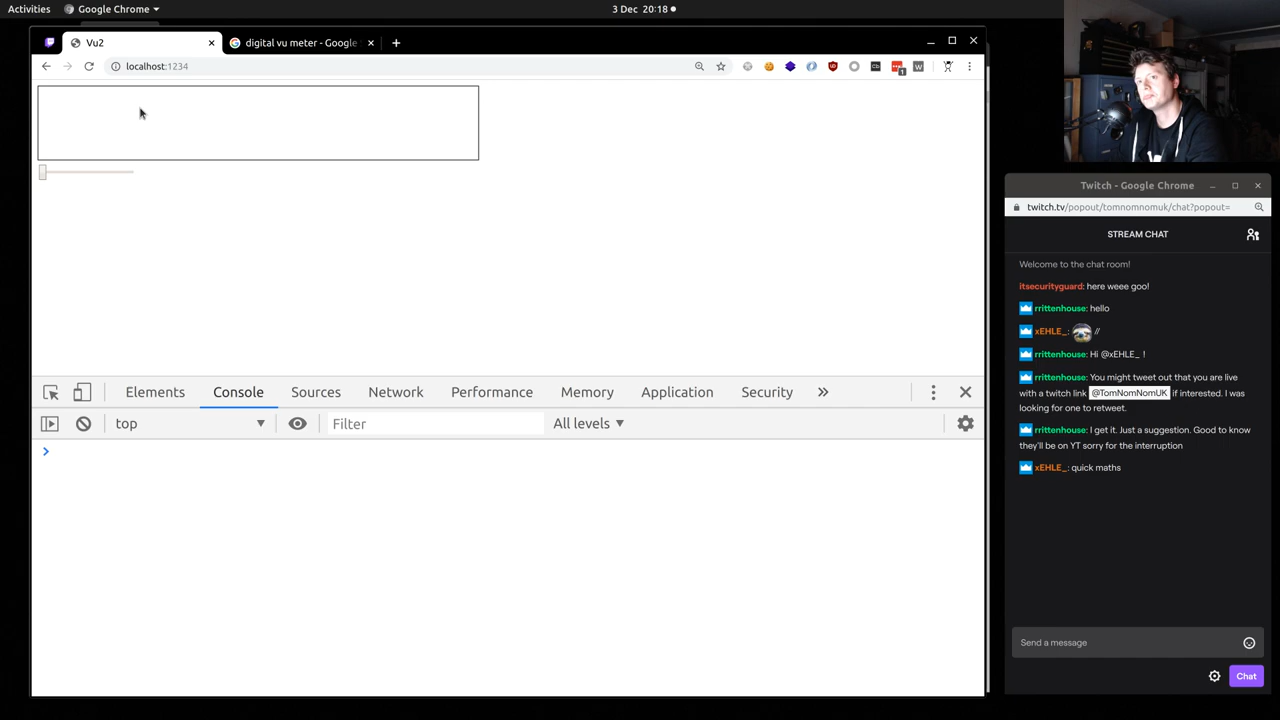 Activities
Google Chrome
3 Dec 20:18
Vu2
digital vu meter - Google
localhost:1234
1
Cb
W
Elements
Console
Sources
Network
Performance
Memory
Application
Security
top
Filter
All levels
Twitch - Google Chrome
twitch.tv/popout/tomnomnomuk/chat?popout=
STREAM CHAT
Welcome to the chat room!
itsecurityguard: here weee goo!
rrittenhouse: hello
xEHLE_: //
rrittenhouse: Hi @xEHLE_ !
rrittenhouse: You might tweet out that you are live
with a twitch link @TomNomNomUK if interested. I was
looking for one to retweet.
rrittenhouse: I get it. Just a suggestion. Good to know
they'll be on YT sorry for the interruption
xEHLE_: quick maths
Send a message
Chat